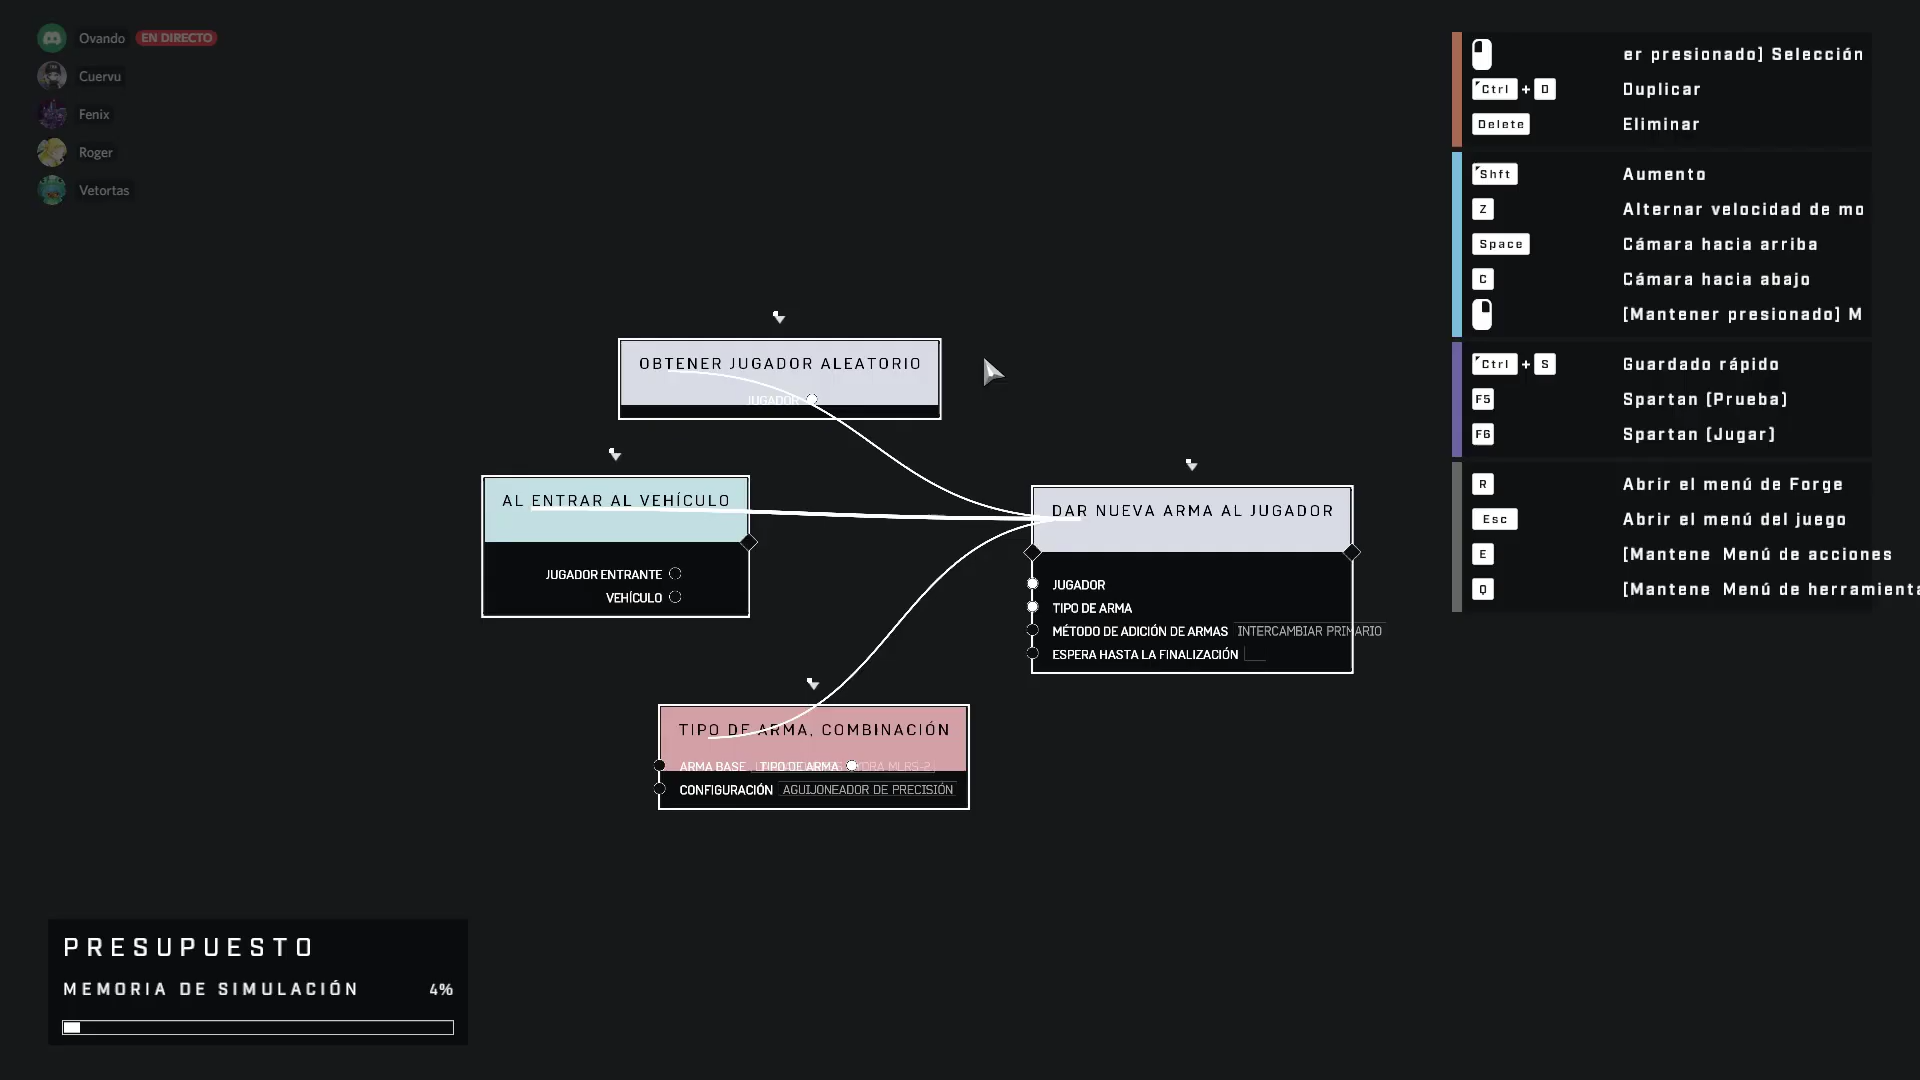 Ovando EN DIRECTO
Cuervu
Fenix
Roger
Vetortas
er presionado] Selección
Ctrl + D Duplicar
Delete Eliminar
Shft Aumento
Z Alternar velocidad de mo
Space Cámara hacia arriba
C Cámara hacia abajo
[Mantener presionado] M
Ctrl + S Guardado rápido
F5 Spartan [Prueba]
F6 Spartan [Jugar]
R Abrir el menú de Forge
Esc Abrir el menú del juego
E [Mantene Menú de acciones
Q [Mantene Menú de herramienta
OBTENER JUGADOR ALEATORIO
JUGADOR
AL ENTRAR AL VEHÍCULO
JUGADOR ENTRANTE
VEHÍCULO
DAR NUEVA ARMA AL JUGADOR
JUGADOR
TIPO DE ARMA
MÉTODO DE ADICIÓN DE ARMAS INTERCAMBIAR PRIMARIO
ESPERA HASTA LA FINALIZACIÓN
TIPO DE ARMA, COMBINACIÓN
ARMA BASE TIPO DE ARMA MLRS-2
CONFIGURACIÓN AGUIJONEADOR DE PRECISIÓN
PRESUPUESTO
MEMORIA DE SIMULACIÓN 4%